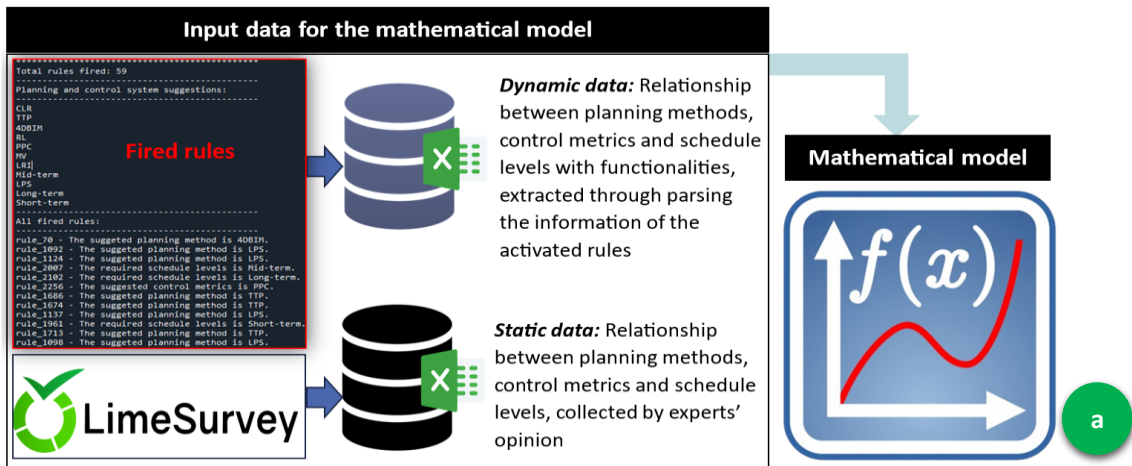 Input data for the mathematical model
**********************************************
Total rules fired: 59
----------------------------------------------
Planning and control system suggestions:
----------------------------------------------
CLR
TTP
4DBIM
RL
PPC
MV
LRI
Mid-term
LPS
Long-term
Short-term
----------------------------------------------
All fired rules:
----------------------------------------------
rule_70 - The suggeted planning method is 4DBIM.
rule_1092 - The suggeted planning method is LPS.
rule_1124 - The suggeted planning method is LPS.
rule_2007 - The required schedule levels is Mid-term.
rule_2102 - The required schedule levels is Long-term.
rule_2256 - The suggested control metrics is PPC.
rule_1686 - The suggeted planning method is TTP.
rule_1674 - The suggeted planning method is TTP.
rule_1137 - The suggeted planning method is LPS.
rule_1961 - The required schedule levels is Short-term.
rule_1713 - The suggeted planning method is TTP.
rule_1098 - The suggeted planning method is LPS.
Fired rules
X
Dynamic data: Relationship
between planning methods,
control metrics and schedule
levels with functionalities,
extracted through parsing
the information of the
activated rules
LimeSurvey
X
Static data: Relationship
between planning methods,
control metrics and schedule
levels, collected by experts'
opinion
Mathematical model
f(x)
a